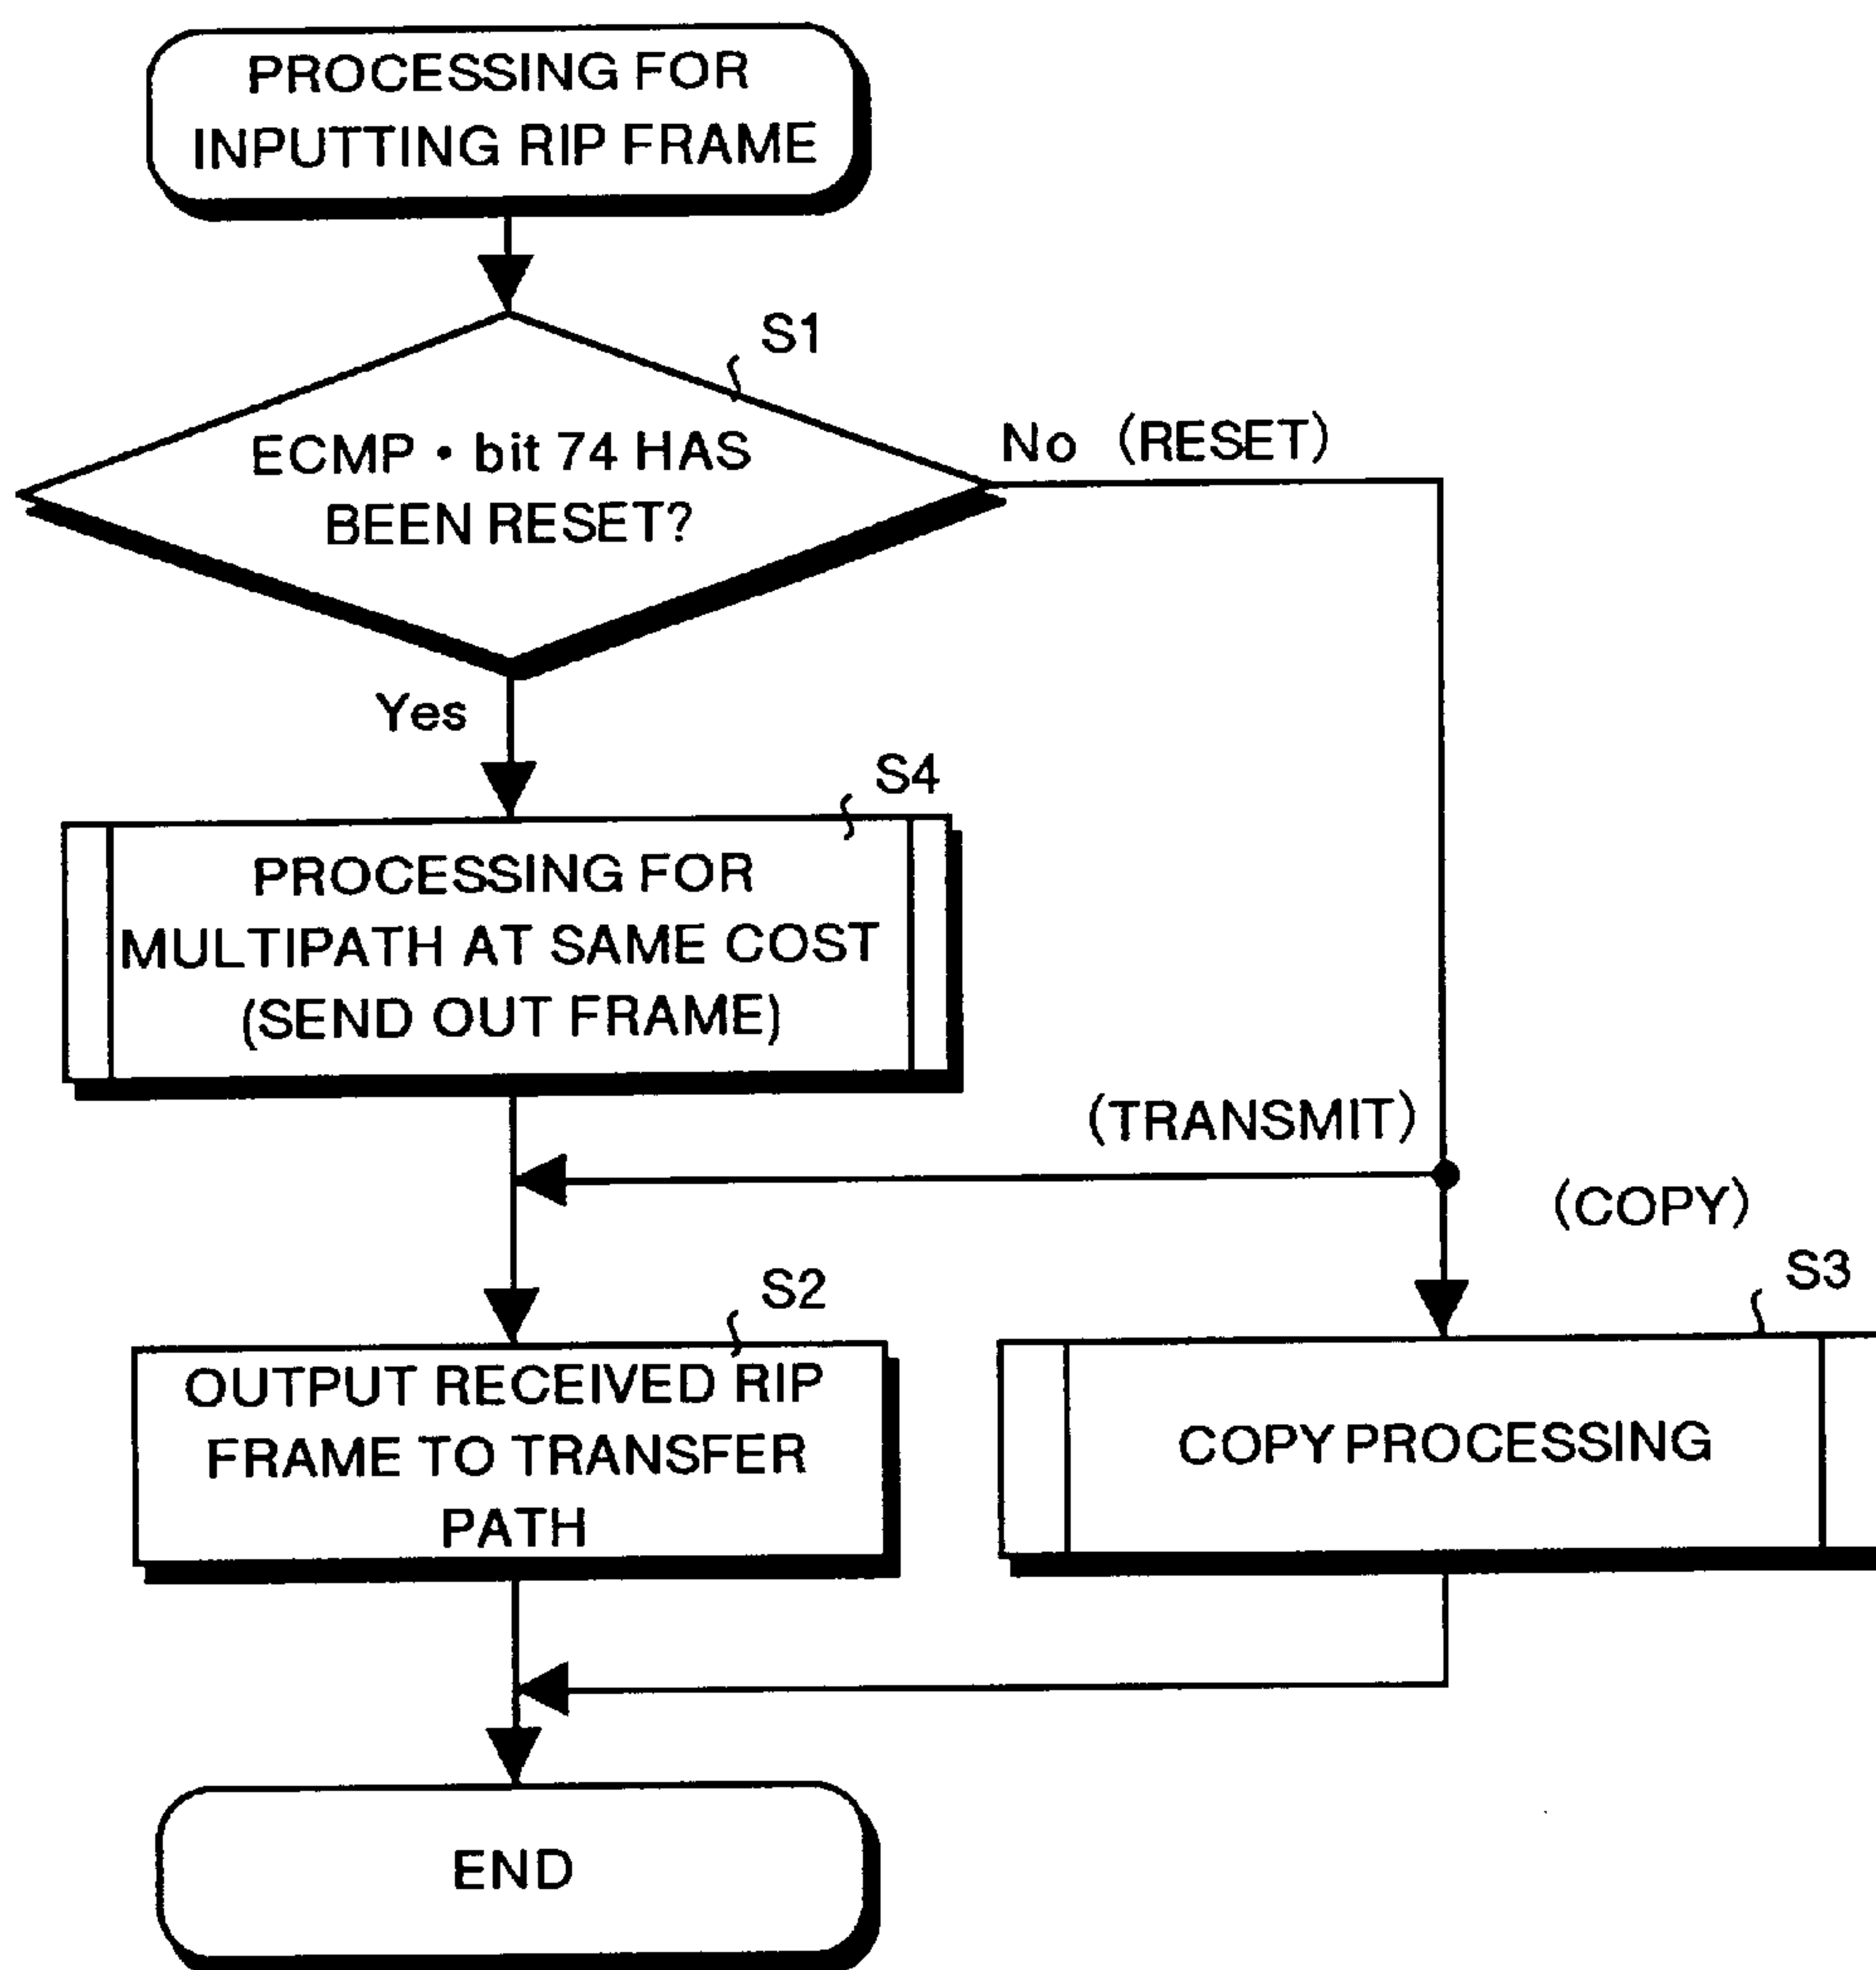 PROCESSING FOR
INPUTTING RIP FRAME
S1
ECMP • bit 74 HAS
BEEN RESET?
No (RESET)
Yes
S4
PROCESSING FOR
MULTIPATH AT SAME COST
(SEND OUT FRAME)
(TRANSMIT)
(COPY)
S2
OUTPUT RECEIVED RIP
FRAME TO TRANSFER
PATH
S3
COPY PROCESSING
END